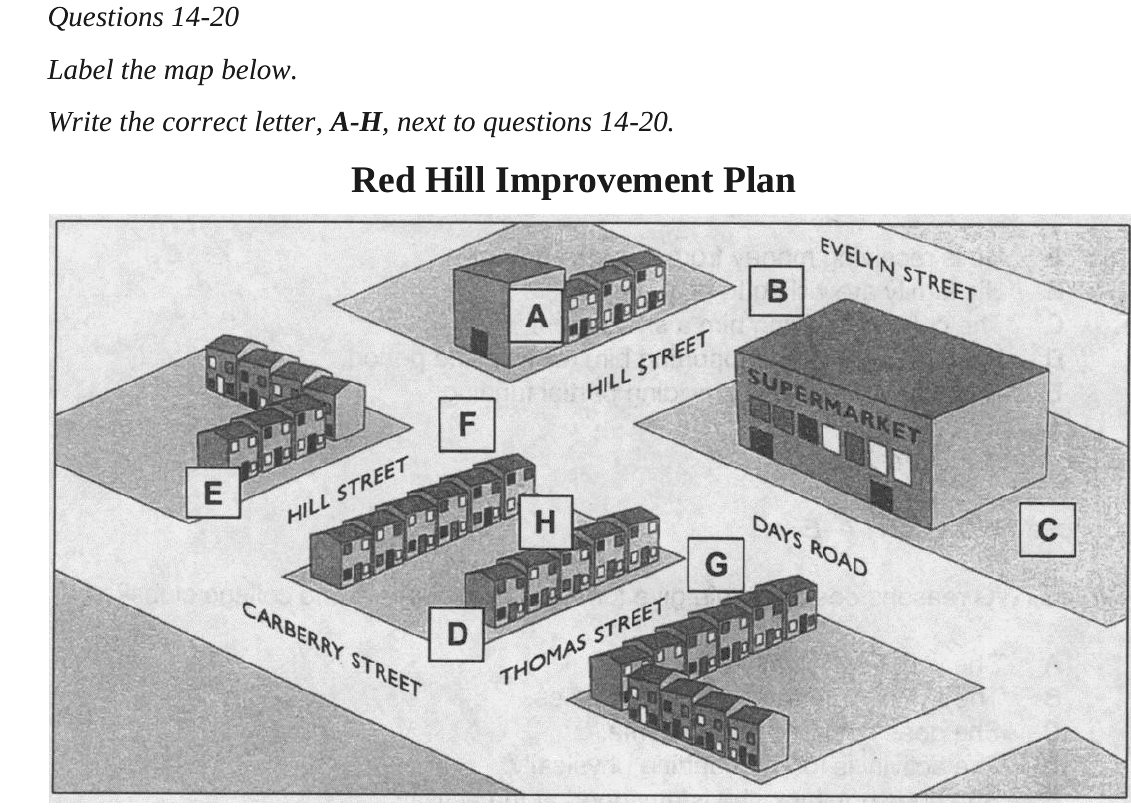 Questions 14-20
Label the map below.
Write the correct letter, A-H, next to questions 14-20.
Red Hill Improvement Plan
EVELYN STREET
B
A
HILL STREET
SUPERMARKET
F
E
HILL STREET
H
C
DAYS ROAD
G
D
CARBERRY STREET
THOMAS STREET